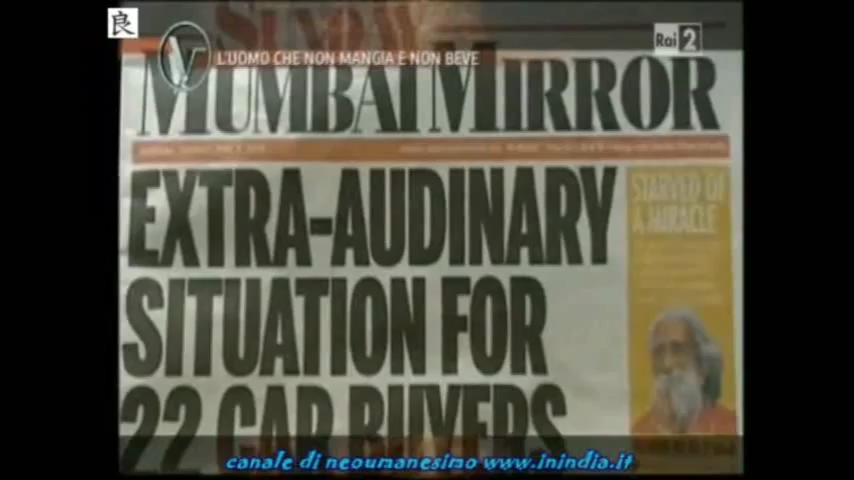 良
Rai 2
SUNDAY
L'UOMO CHE NON MANGIA E NON BEVE
MUMBAI MIRROR
EXTRA-AUDINARY
SITUATION FOR
22 CAR BUYERS
STARVED OF
A MIRACLE
canale di neoumanesimo www.inindia.it